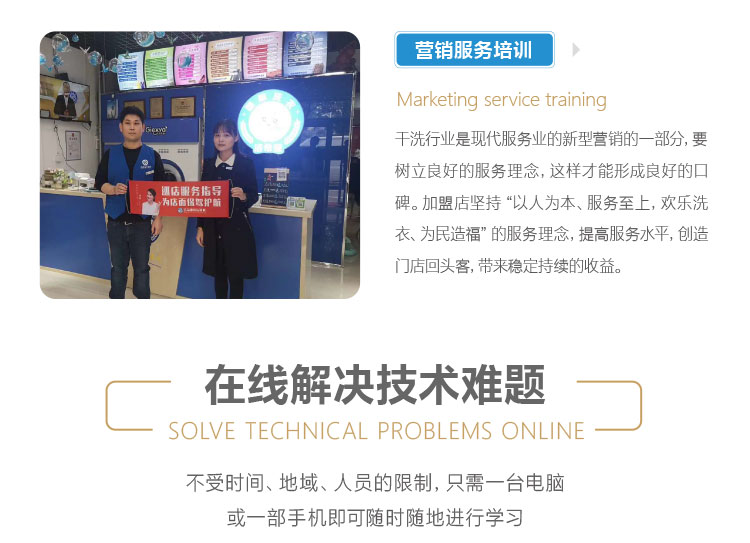 营销服务培训
Marketing service training
干洗行业是现代服务业的新型营销的一部分,要
树立良好的服务理念,这样才能形成良好的口
碑。加盟店坚持“以人为本、服务至上,欢乐洗
衣、为民造福”的服务理念,提高服务水平,创造
门店回头客,带来稳定持续的收益。
进店服务指导
为店面保驾护航
在线解决技术难题
SOLVE TECHNICAL PROBLEMS ONLINE
不受时间、地域、人员的限制,只需一台电脑
或一部手机即可随时随地进行学习